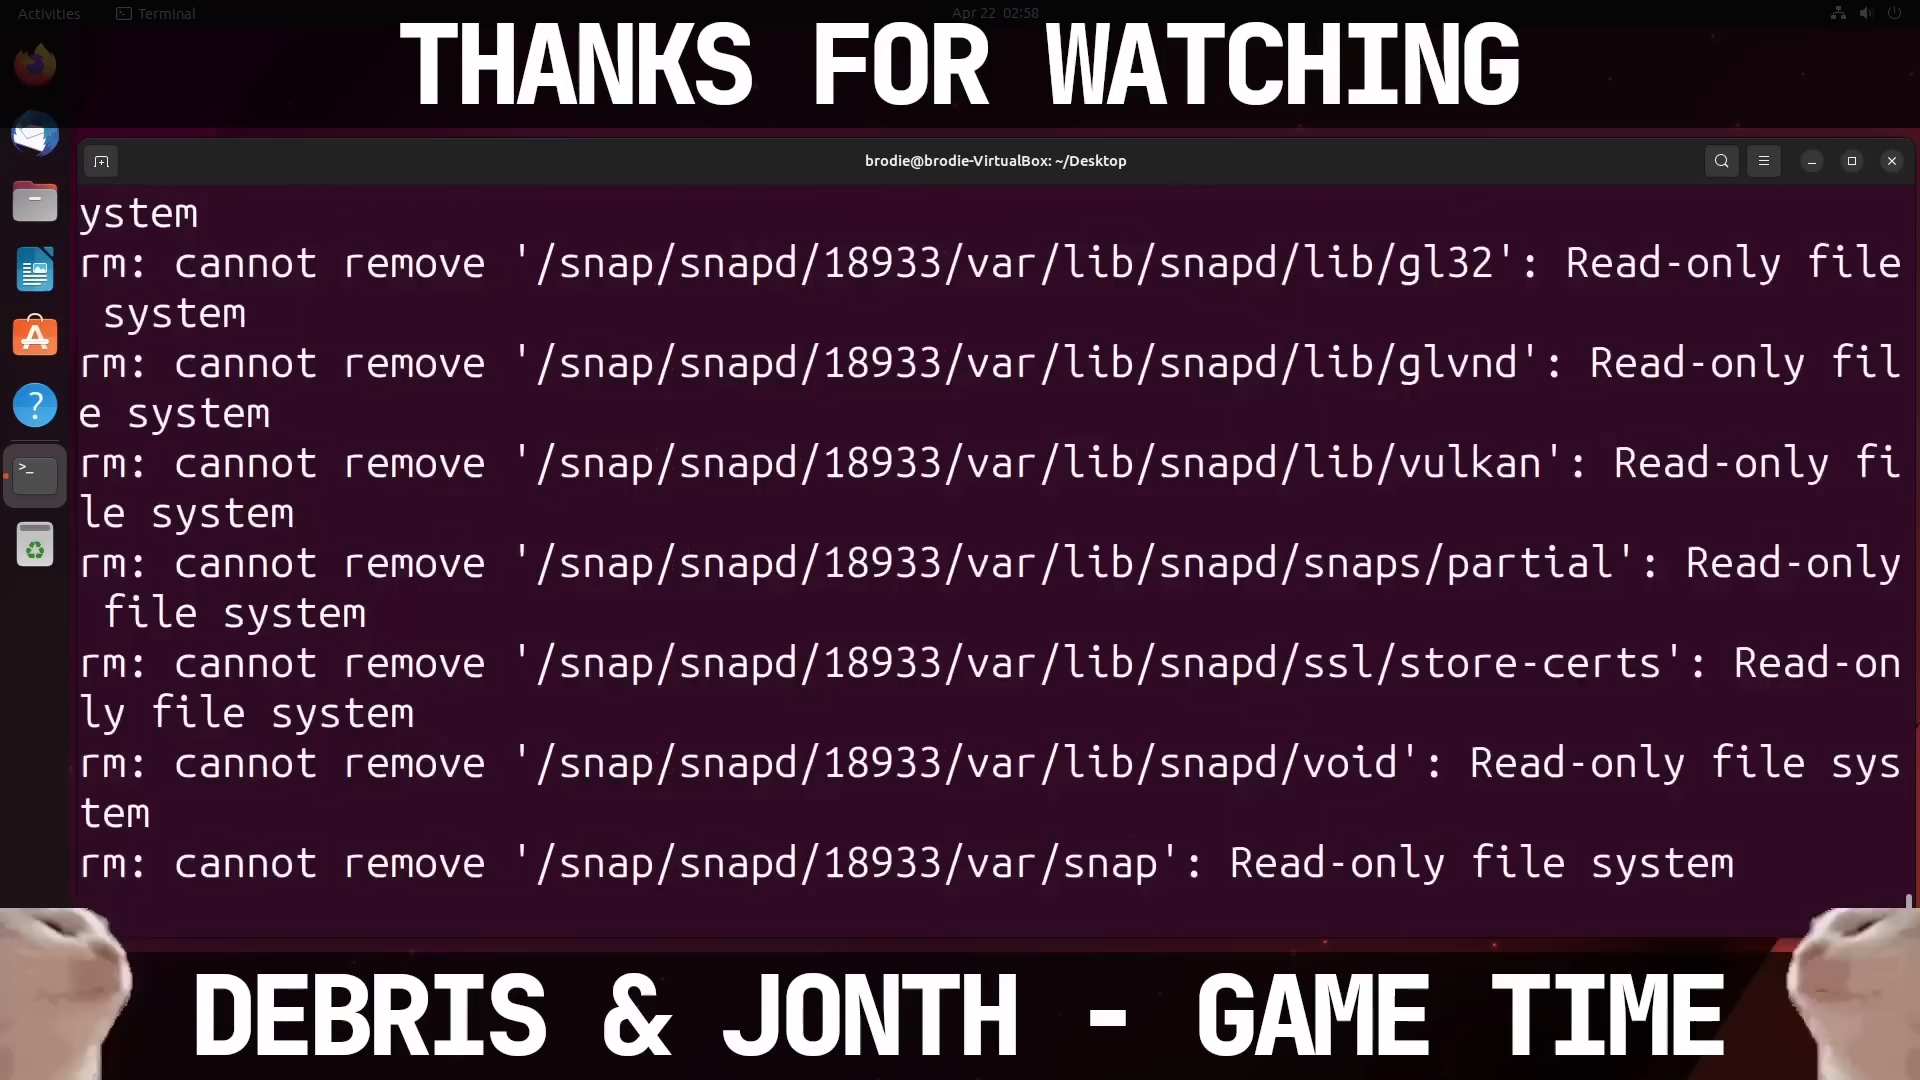 Activities Terminal Apr 22 02:58
THANKS FOR WATCHING
brodie@brodie-VirtualBox: ~/Desktop
ystem
rm: cannot remove '/snap/snapd/18933/var/lib/snapd/lib/gl32': Read-only file
 system
rm: cannot remove '/snap/snapd/18933/var/lib/snapd/lib/glvnd': Read-only fil
e system
rm: cannot remove '/snap/snapd/18933/var/lib/snapd/lib/vulkan': Read-only fi
le system
rm: cannot remove '/snap/snapd/18933/var/lib/snapd/snaps/partial': Read-only
 file system
rm: cannot remove '/snap/snapd/18933/var/lib/snapd/ssl/store-certs': Read-on
ly file system
rm: cannot remove '/snap/snapd/18933/var/lib/snapd/void': Read-only file sys
tem
rm: cannot remove '/snap/snapd/18933/var/snap': Read-only file system
DEBRIS & JONTH - GAME TIME